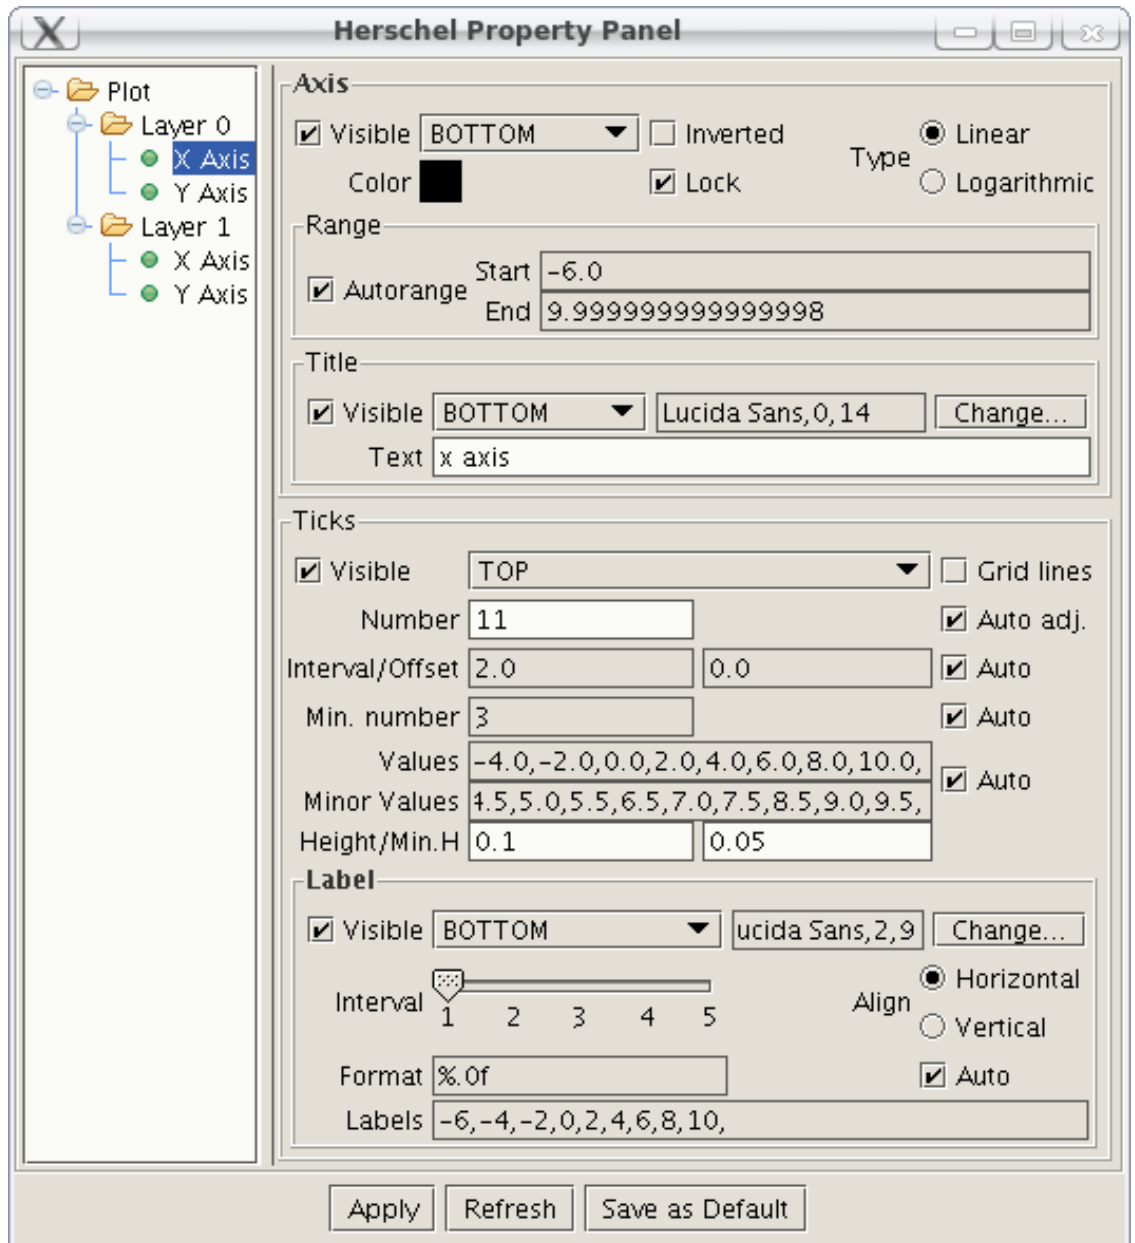 Herschel Property Panel
Plot
Layer 0
X Axis
Y Axis
Layer 1
X Axis
Y Axis
Axis
Visible BOTTOM Inverted
Color Lock
Type Linear
Logarithmic
Range
Autorange Start -6.0
End 9.999999999999998
Title
Visible BOTTOM Lucida Sans,0,14 Change...
Text x axis
Ticks
Visible TOP Grid lines
Number 11 Auto adj.
Interval/Offset 2.0 0.0 Auto
Min. number 3 Auto
Values -4.0,-2.0,0.0,2.0,4.0,6.0,8.0,10.0, Auto
Minor Values 4.5,5.0,5.5,6.5,7.0,7.5,8.5,9.0,9.5,
Height/Min.H 0.1 0.05
Label
Visible BOTTOM ucida Sans,2,9 Change...
Interval 1 2 3 4 5
Align Horizontal
Vertical
Format %.0f Auto
Labels -6,-4,-2,0,2,4,6,8,10,
Apply Refresh Save as Default